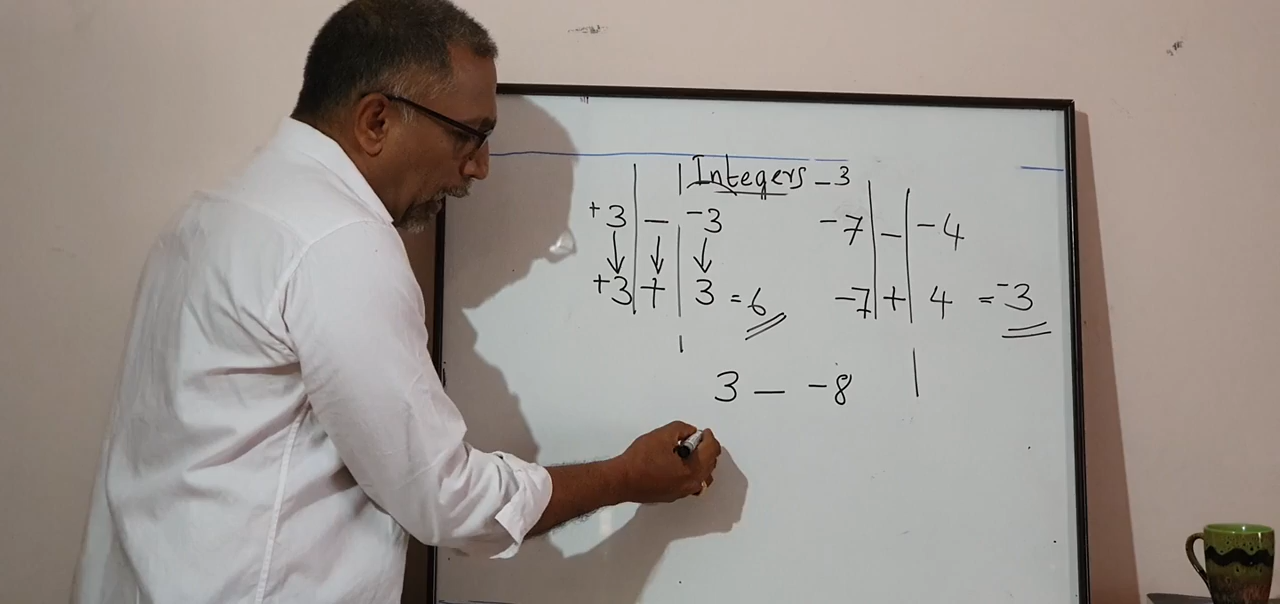 Integers - 3
+3 | - | -3
-7 | - | -4
+3 | + | 3 = 6
-7 | + | 4 = -3
3 - -8